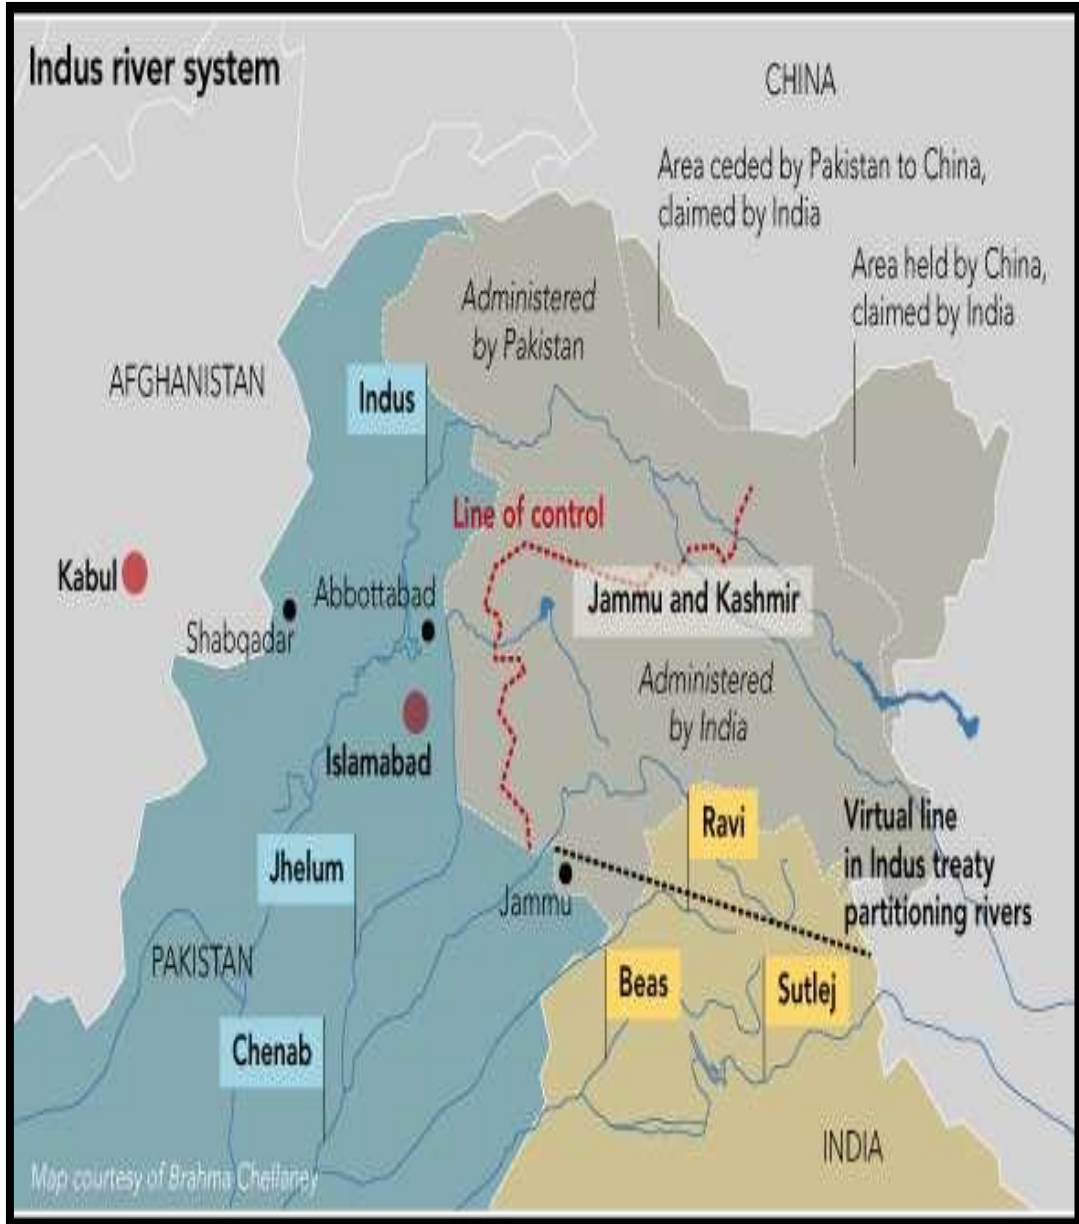 Indus river system
CHINA
Area ceded by Pakistan to China,
claimed by India
Area held by China,
claimed by India
Administered
by Pakistan
AFGHANISTAN
Indus
Line of control
Kabul
Abbottabad
Jammu and Kashmir
Shabqadar
Administered
by India
Islamabad
Ravi
Virtual line
in Indus treaty
partitioning rivers
Jhelum
Jammu
PAKISTAN
Beas
Sutlej
Chenab
INDIA
Map courtesy of Brahma Chellaney